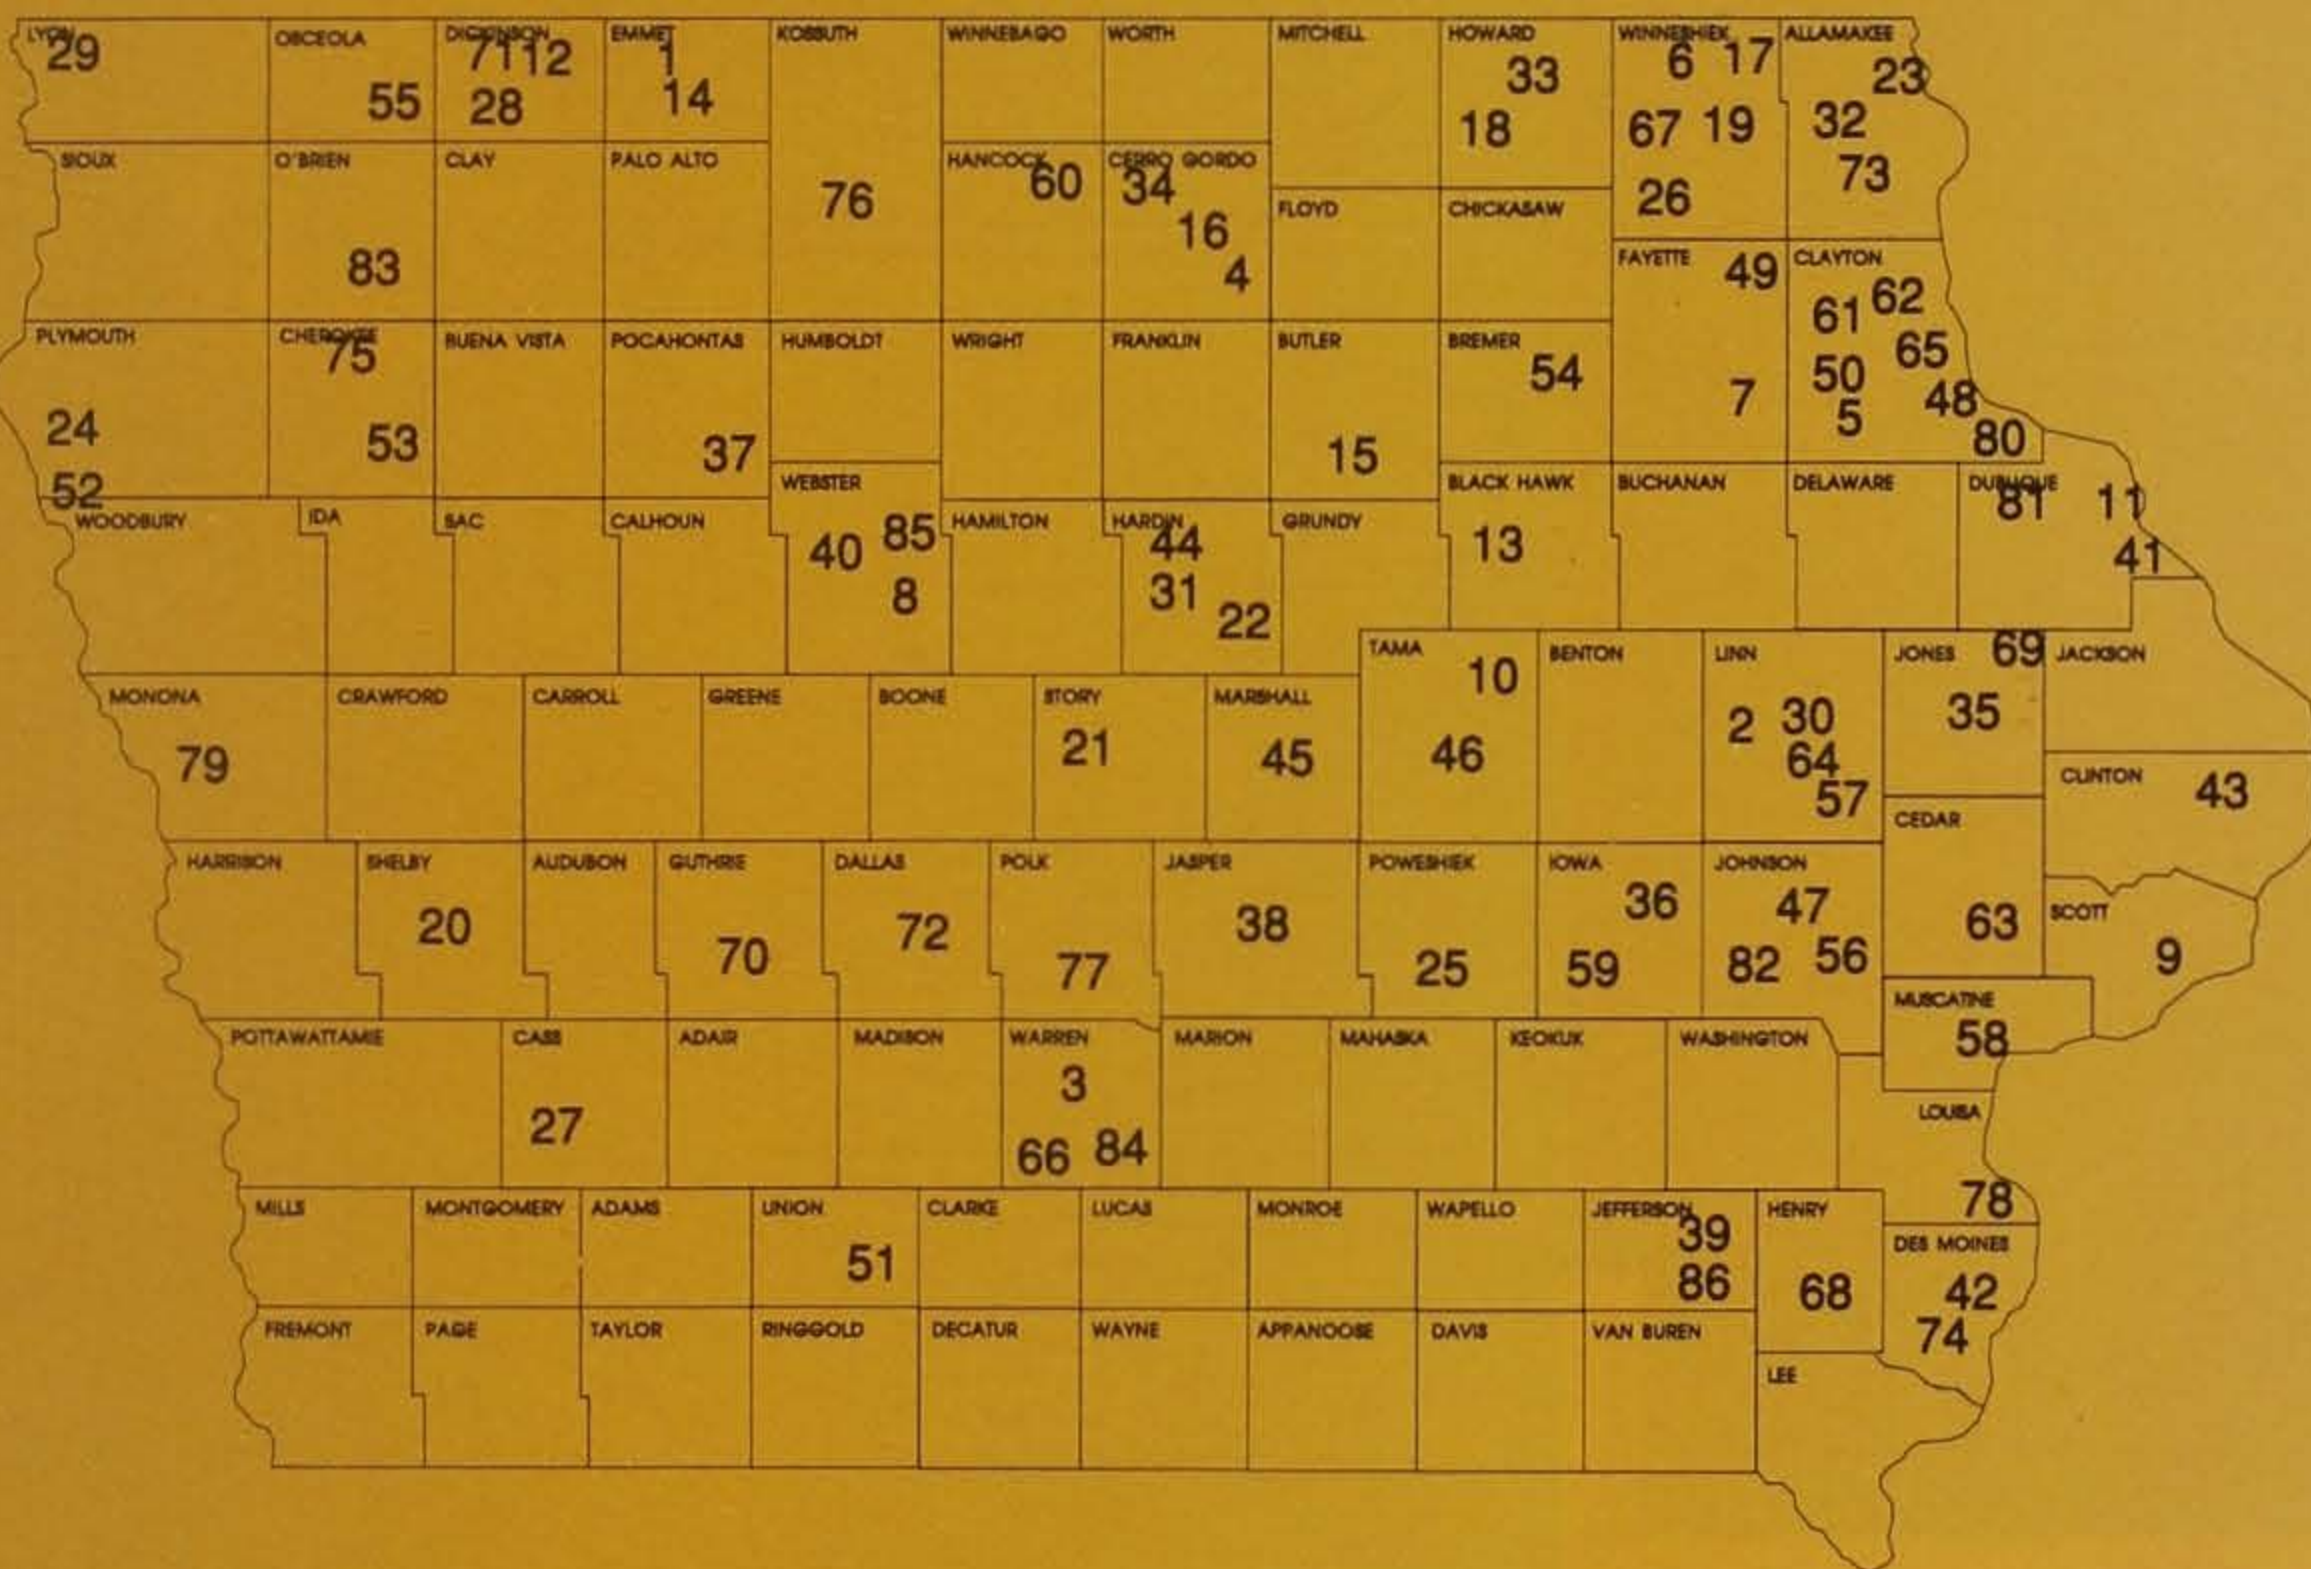 LYON
29
OSCEOLA
55
DICKINSON
71 12
28
EMMET
1
14
KOSSUTH
76
WINNEBAGO
WORTH
MITCHELL
HOWARD
33
18
WINNESHIEK
6 17
67 19
26
ALLAMAKEE
23
32
73
SIOUX
O'BRIEN
83
CLAY
PALO ALTO
HANCOCK
60
CERRO GORDO
34
16
4
FLOYD
CHICKASAW
FAYETTE
49
7
CLAYTON
62
61
65
50
48
5
80
PLYMOUTH
24
52
CHEROKEE
75
53
BUENA VISTA
POCAHONTAS
37
HUMBOLDT
WRIGHT
FRANKLIN
BUTLER
15
BREMER
54
WOODBURY
IDA
SAC
CALHOUN
WEBSTER
85
40
8
HAMILTON
HARDIN
44
31
22
GRUNDY
BLACK HAWK
13
BUCHANAN
DELAWARE
DUBUQUE
81 11
41
MONONA
79
CRAWFORD
CARROLL
GREENE
BOONE
STORY
21
MARSHALL
45
TAMA
10
46
BENTON
LINN
2 30
64
57
JONES
69
35
JACKSON
CLINTON
43
CEDAR
63
HARRISON
SHELBY
20
AUDUBON
GUTHRIE
70
DALLAS
72
POLK
77
JASPER
38
POWESHIEK
25
IOWA
36
59
JOHNSON
47
82 56
SCOTT
9
MUSCATINE
58
POTTAWATTAMIE
CASS
27
ADAIR
MADISON
WARREN
3
66 84
MARION
MAHASKA
KEOKUK
WASHINGTON
LOUISA
78
MILLS
MONTGOMERY
ADAMS
UNION
51
CLARKE
LUCAS
MONROE
WAPELLO
JEFFERSON
39
86
HENRY
68
DES MOINES
42
74
FREMONT
PAGE
TAYLOR
RINGGOLD
DECATUR
WAYNE
APPANOOSE
DAVIS
VAN BUREN
LEE